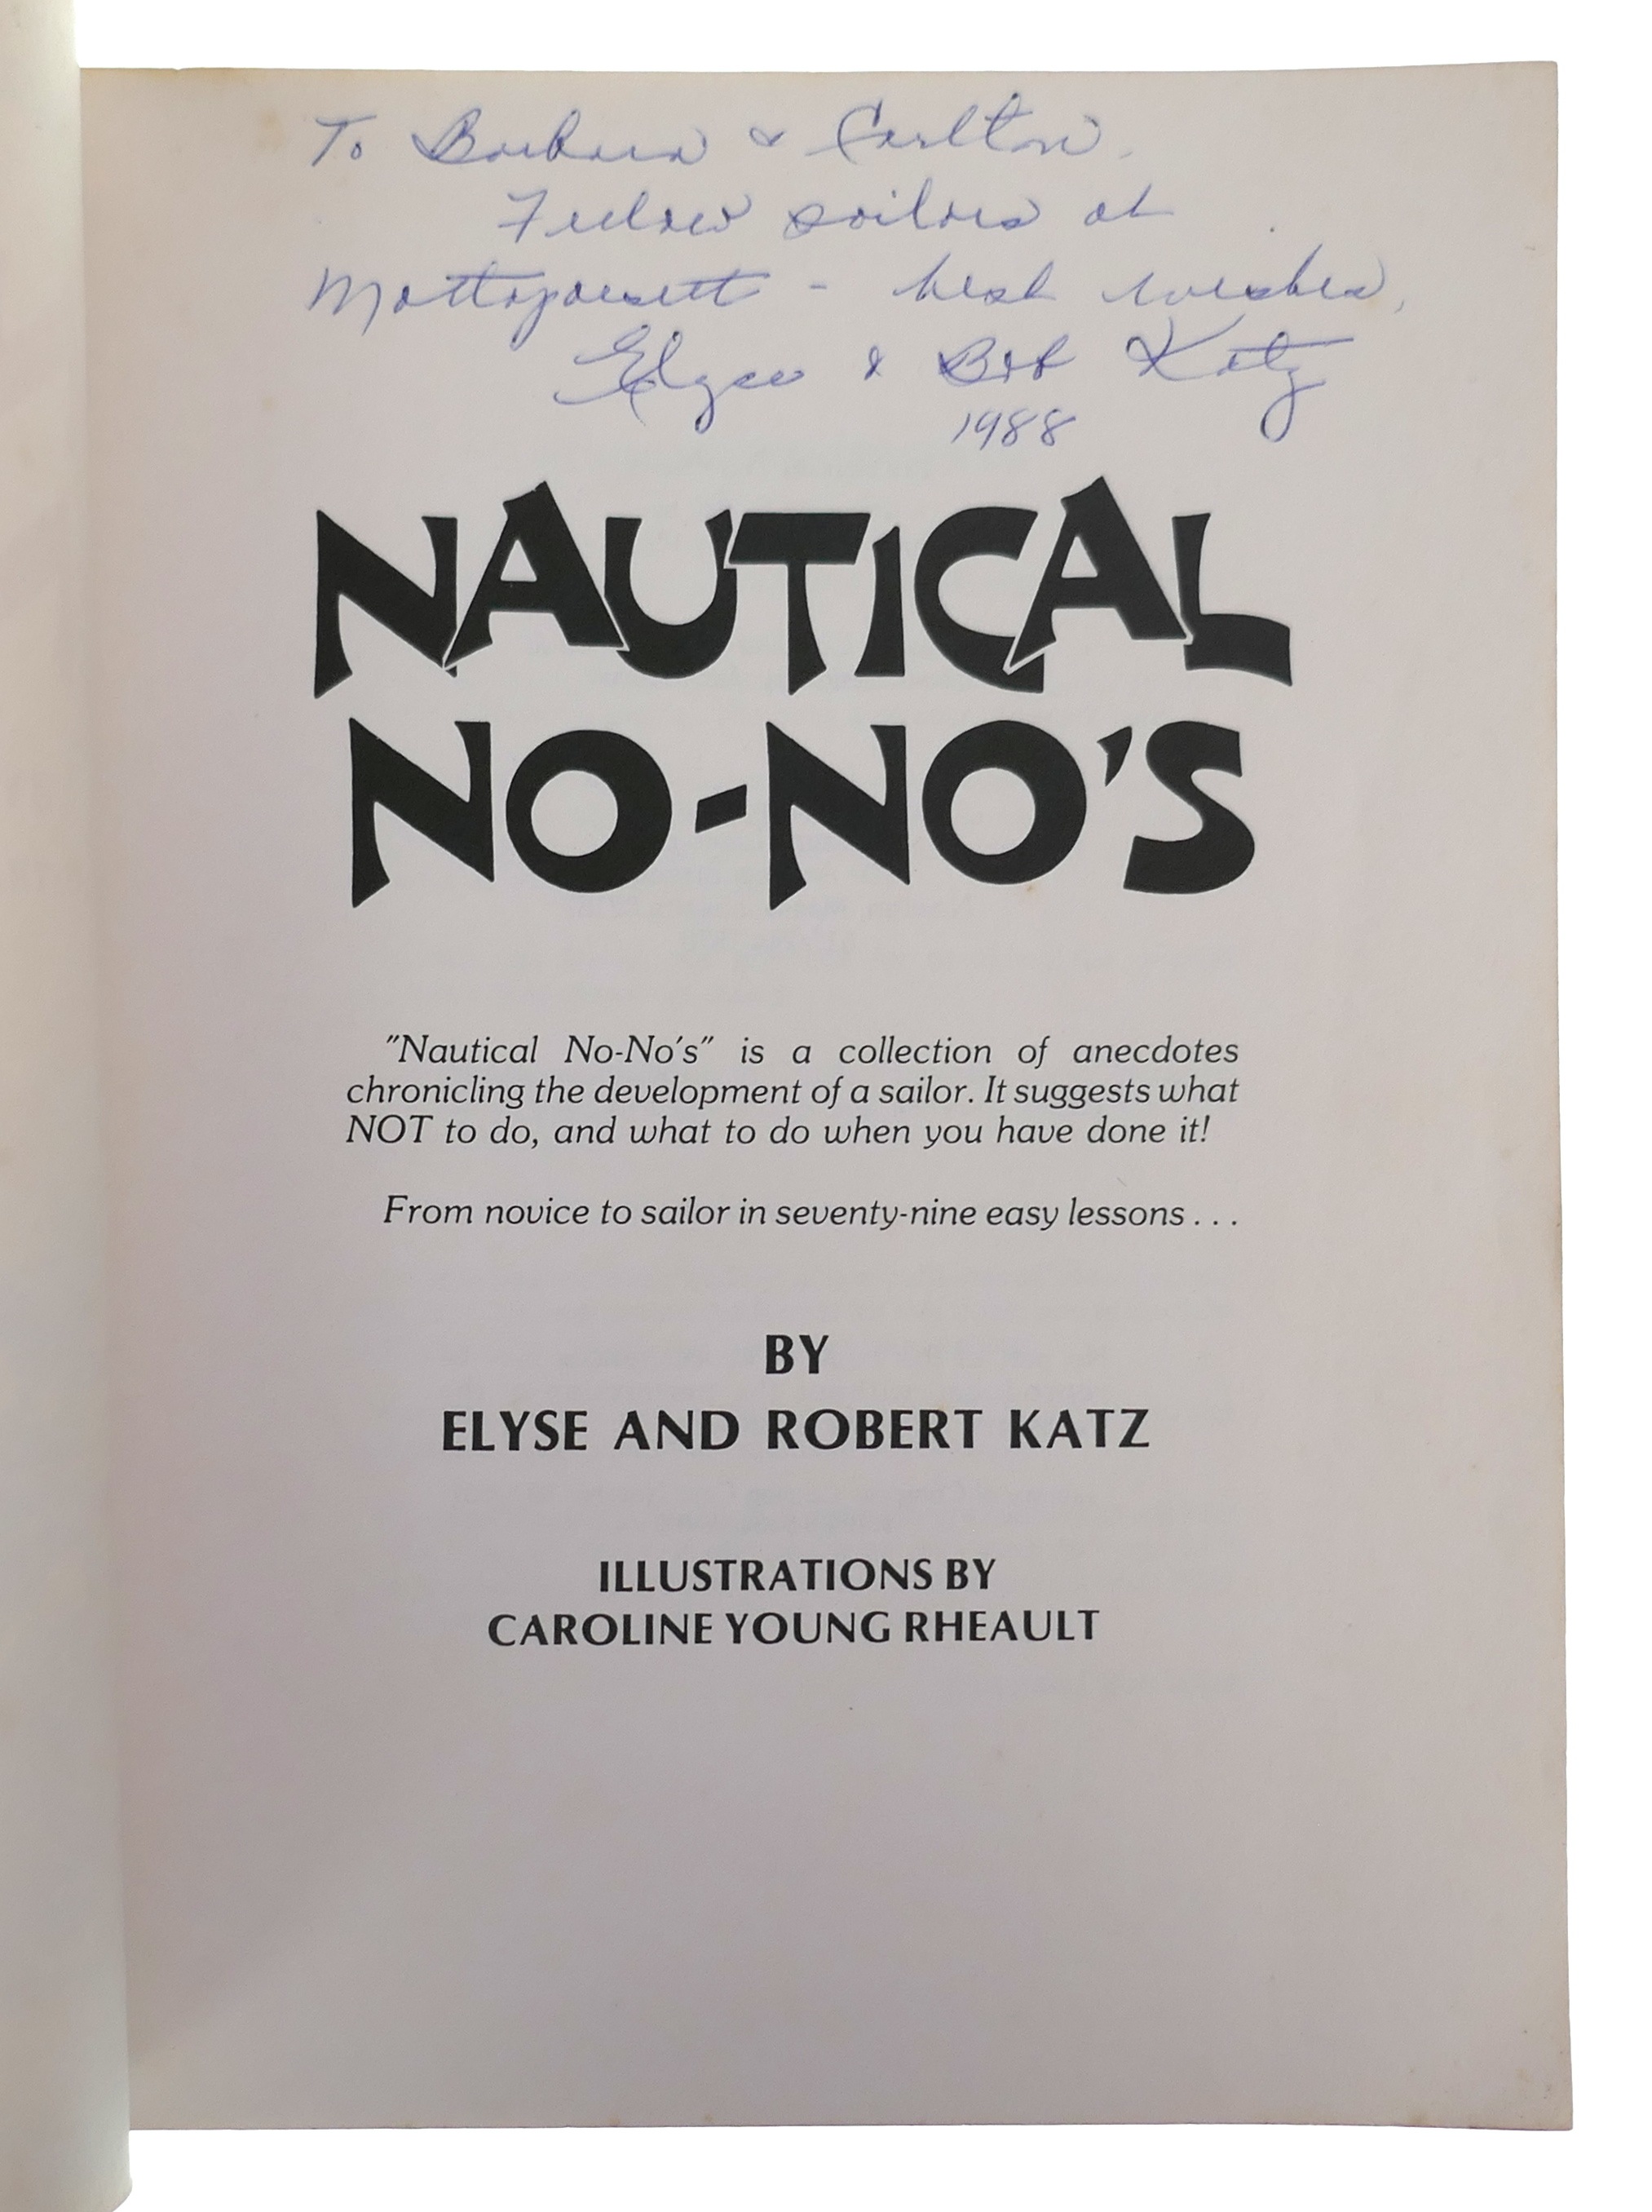 To Barbara & Carlton.
Fellow sailors at
Mattapoisett - best wishes,
Elyse & Bob Katz
1988
NAUTICAL
NO-NO'S
"Nautical No-No's" is a collection of anecdotes
chronicling the development of a sailor. It suggests what
NOT to do, and what to do when you have done it!
From novice to sailor in seventy-nine easy lessons . . .
BY
ELYSE AND ROBERT KATZ
ILLUSTRATIONS BY
CAROLINE YOUNG RHEAULT